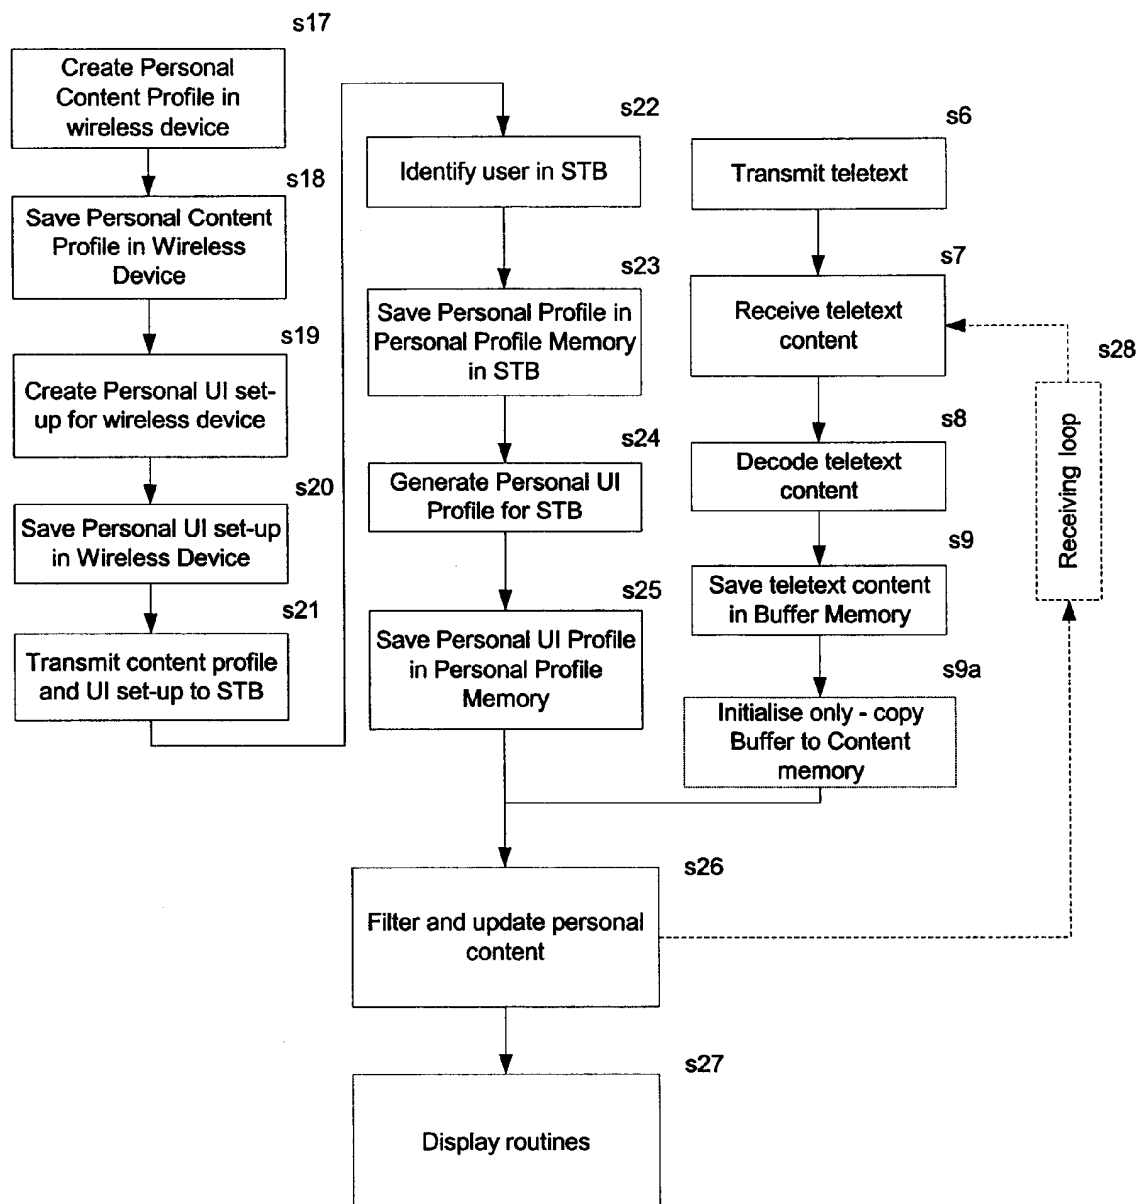 s17
Create Personal
Content Profile in
wireless device
s18
Save Personal Content
Profile in Wireless
Device
s19
Create Personal UI set-
up for wireless device
s20
Save Personal UI set-up
in Wireless Device
s21
Transmit content profile
and UI set-up to STB
s22
Identify user in STB
s23
Save Personal Profile in
Personal Profile Memory
in STB
s24
Generate Personal UI
Profile for STB
s25
Save Personal UI Profile
in Personal Profile
Memory
s6
Transmit teletext
s7
Receive teletext
content
s8
Decode teletext
content
s9
Save teletext content
in Buffer Memory
s9a
Initialise only - copy
Buffer to Content
memory
s28
Receiving loop
s26
Filter and update personal
content
s27
Display routines